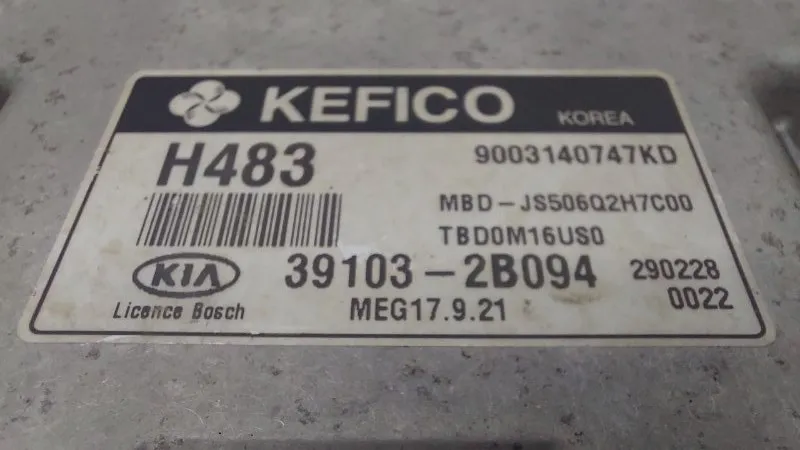 KEFICO KOREA
H483 9003140747KD
MBD-JS506Q2H7C00
TBD0M16US0
KIA 39103-2B094 290228
Licence Bosch MEG17.9.21 0022